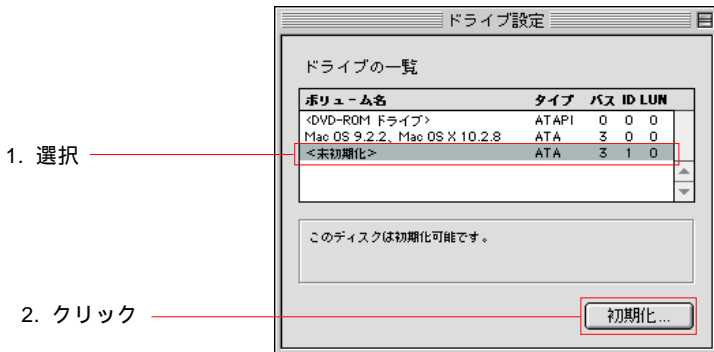 ドライブ設定
ドライブの一覧
ボリューム名 タイプ バス ID LUN
<DVD-ROM ドライブ> ATAPI 0 0 0
Mac OS 9.2.2、Mac OS X 10.2.8 ATA 3 0 0
1. 選択
<未初期化> ATA 3 1 0
このディスクは初期化可能です。
2. クリック
初期化...